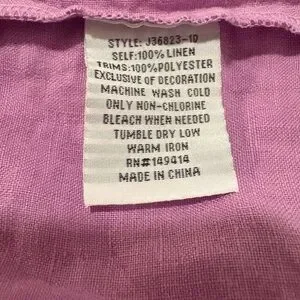 STYLE: J36823-10
SELF:100% LINEN
TRIMS:100%POLYESTER
EXCLUSIVE OF DECORATION
MACHINE WASH COLD
ONLY NON-CHLORINE
BLEACH WHEN NEEDED
TUMBLE DRY LOW
WARM IRON
RN#149414
MADE IN CHINA